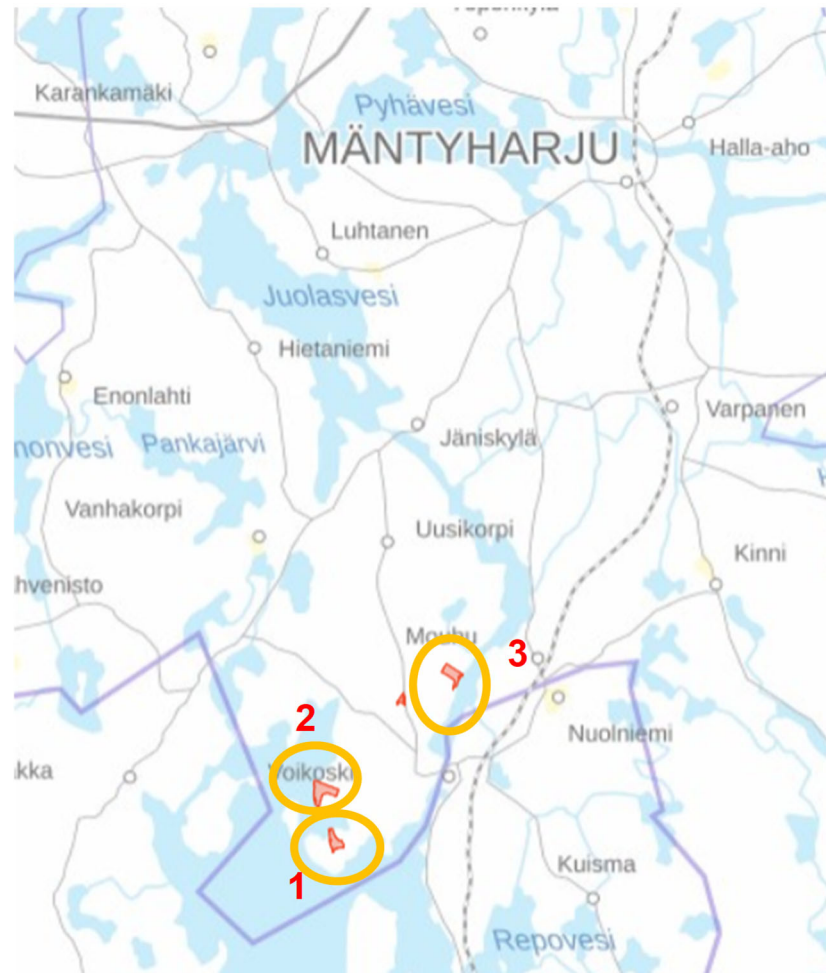 Karankamäki
Pyhävesi
MÄNTYHARJU
Halla-aho
Luhtanen
Juolasvesi
Hietaniemi
Enonlahti
Varpanen
Jäniskylä
nonvesi
Pankajärvi
Vanhakorpi
Uusikorpi
Kinni
hvenisto
Mouhu
3
2
Nuolniemi
kka
Voikoski
1
Kuisma
Repovesi